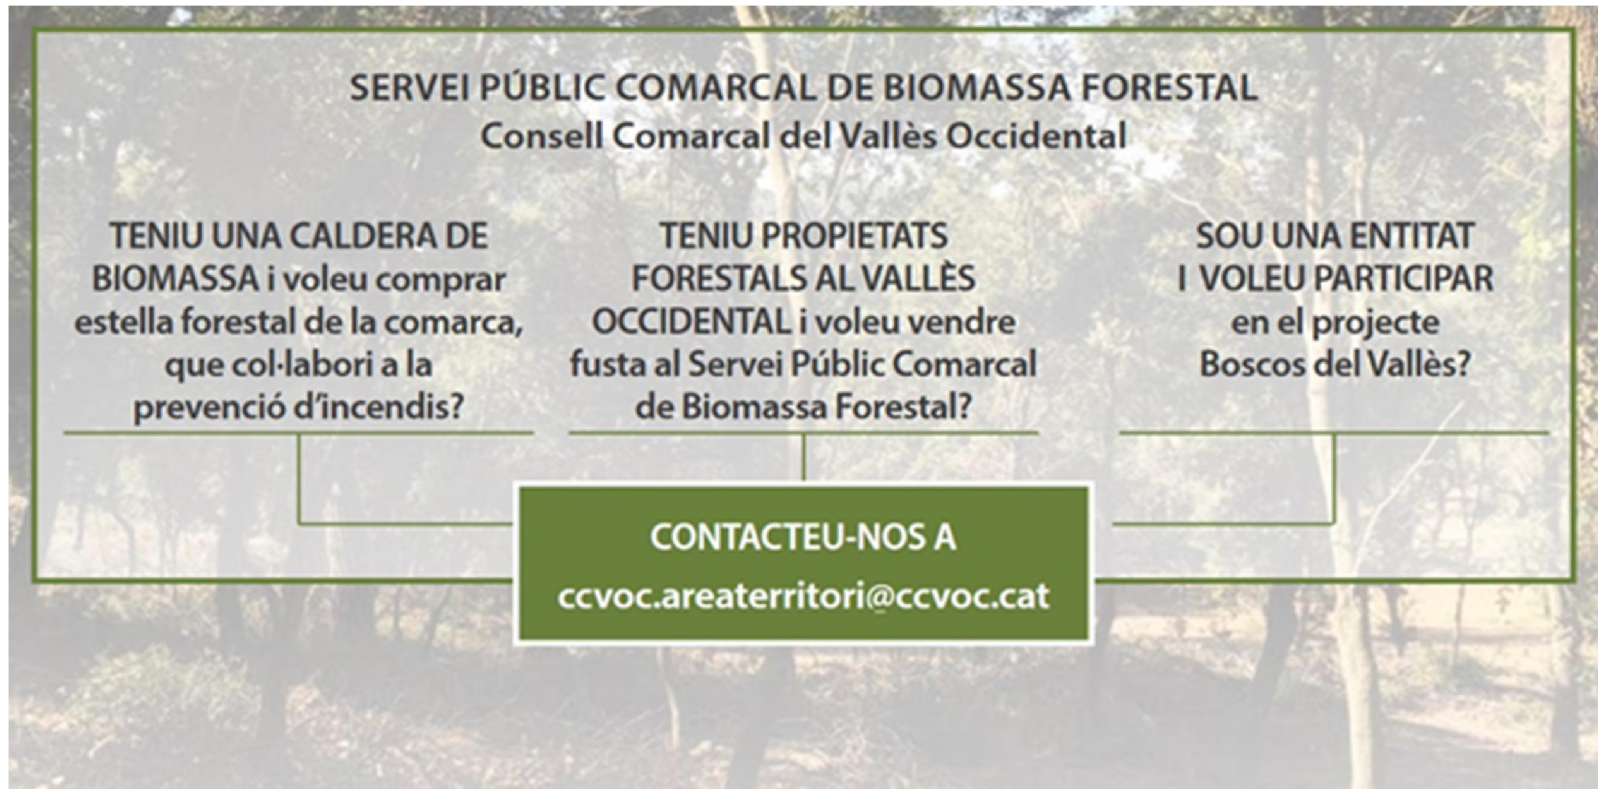 SERVEI PÚBLIC COMARCAL DE BIOMASSA FORESTAL
Consell Comarcal del Vallès Occidental
TENIU UNA CALDERA DE
BIOMASSA i voleu comprar
estella forestal de la comarca,
que col·labori a la
prevenció d'incendis?
TENIU PROPIETATS
FORESTALS AL VALLÈS
OCCIDENTAL i voleu vendre
fusta al Servei Públic Comarcal
de Biomassa Forestal?
SOU UNA ENTITAT
I VOLEU PARTICIPAR
en el projecte
Boscos del Vallès?
CONTACTEU-NOS A
ccvoc.areaterritori@ccvoc.cat